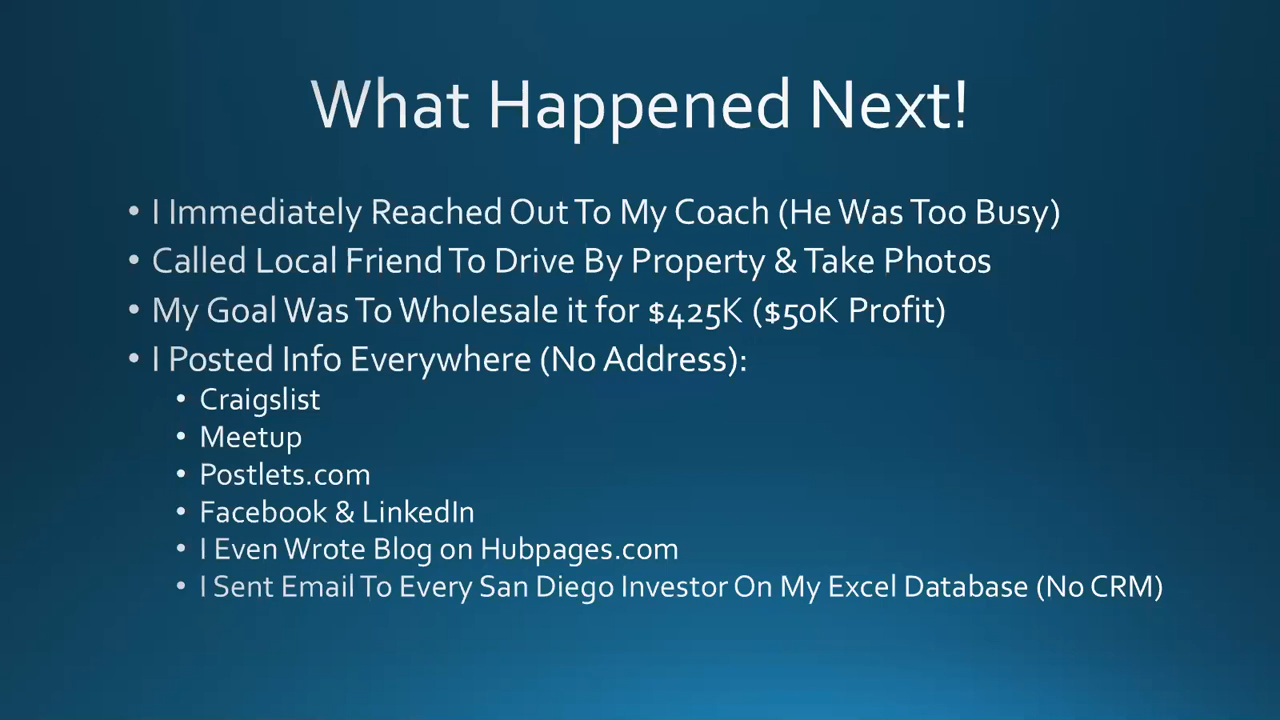 What Happened Next!
• I Immediately Reached Out To My Coach (He Was Too Busy)
• Called Local Friend To Drive By Property & Take Photos
• My Goal Was To Wholesale it for $425K ($50K Profit)
• I Posted Info Everywhere (No Address):
• Craigslist
• Meetup
• Postlets.com
• Facebook & LinkedIn
• I Even Wrote Blog on Hubpages.com
• I Sent Email To Every San Diego Investor On My Excel Database (No CRM)